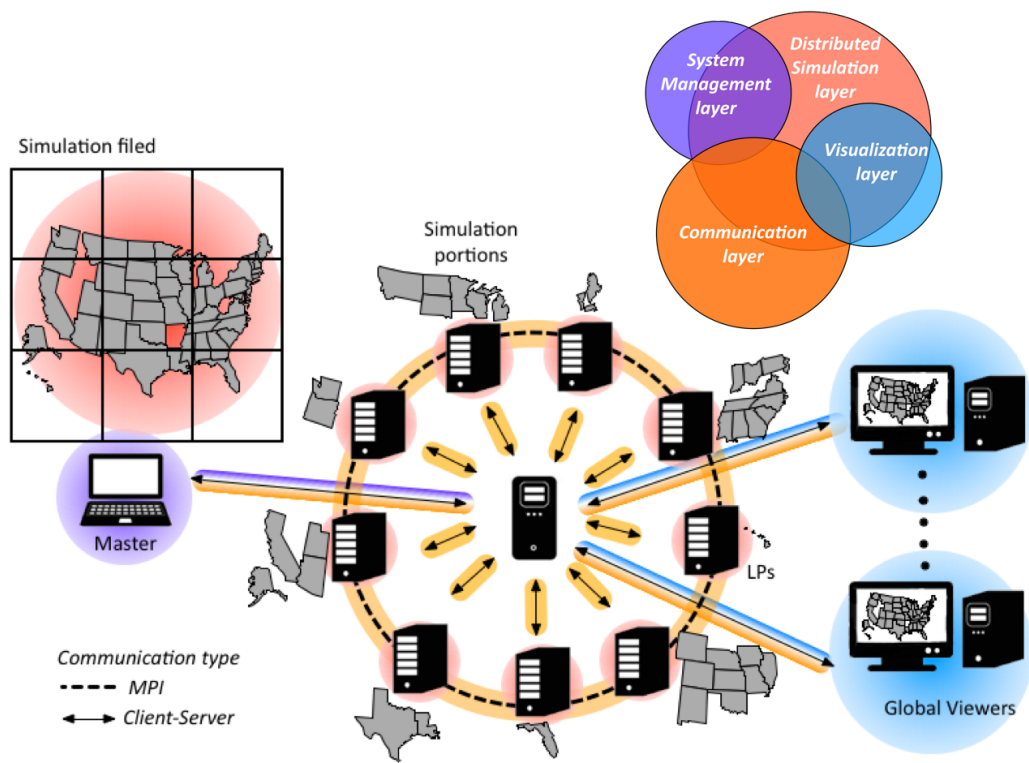 System
Management
layer
Distributed
Simulation
layer
Visualization
layer
Communication
layer
Simulation filed
Simulation
portions
Master
LPs
Communication type
MPI
Client-Server
Global Viewers